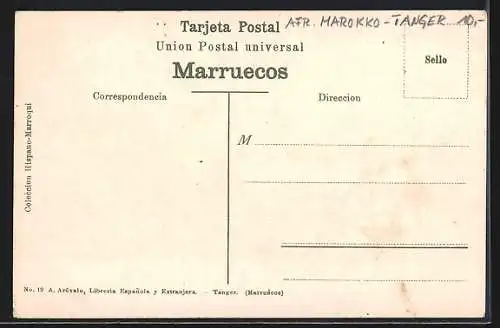 Tarjeta Postal
AFR. MAROKKO - TANGER 10,-
Union Postal universal
Marruecos
Sello
Correspondencia
Direccion
M
Coleccion Hispano-Marroqui
No. 19 A. Arévalo, Libreria Española y Extranjera. - Tanger. (Marruecos)